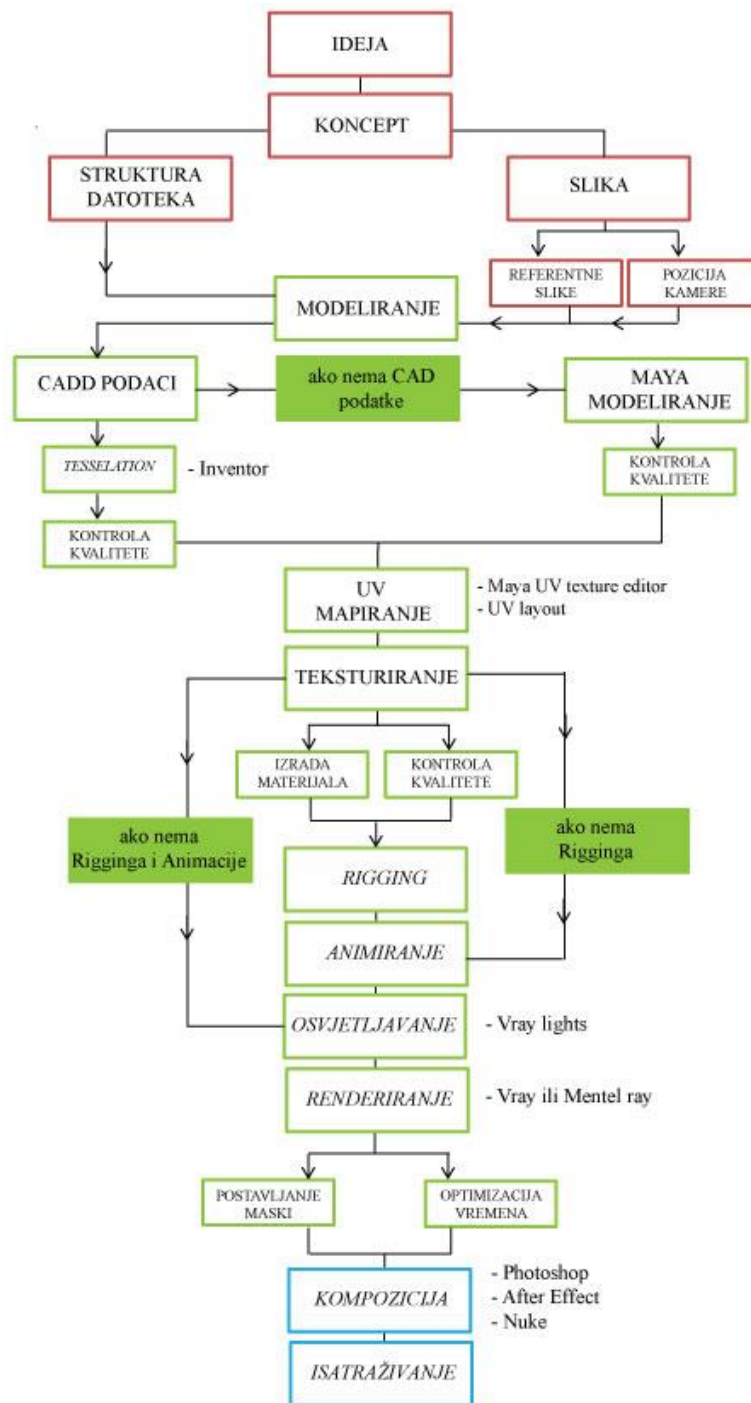 IDEJA
KONCEPT
STRUKTURA
DATOTEKA
SLIKA
REFERENTNE
SLIKE
POZICIJA
KAMERE
MODELIRANJE
CADD PODACI
ako nema CAD
podatke
MAYA
MODELIRANJE
TESSELATION
- Inventor
KONTROLA
KVALITETE
KONTROLA
KVALITETE
UV
MAPIRANJE
- Maya UV texture editor
- UV layout
TEKSTURIRANJE
IZRADA
MATERIJALA
KONTROLA
KVALITETE
ako nema
Rigginga i Animacije
ako nema
Rigginga
RIGGING
ANIMIRANJE
OSVJETLJAVANJE
- Vray lights
RENDERIRANJE
- Vray ili Mentel ray
POSTAVLJANJE
MASKI
OPTIMIZACIJA
VREMENA
KOMPOZICIJA
- Photoshop
- After Effect
- Nuke
ISATRAŽIVANJE